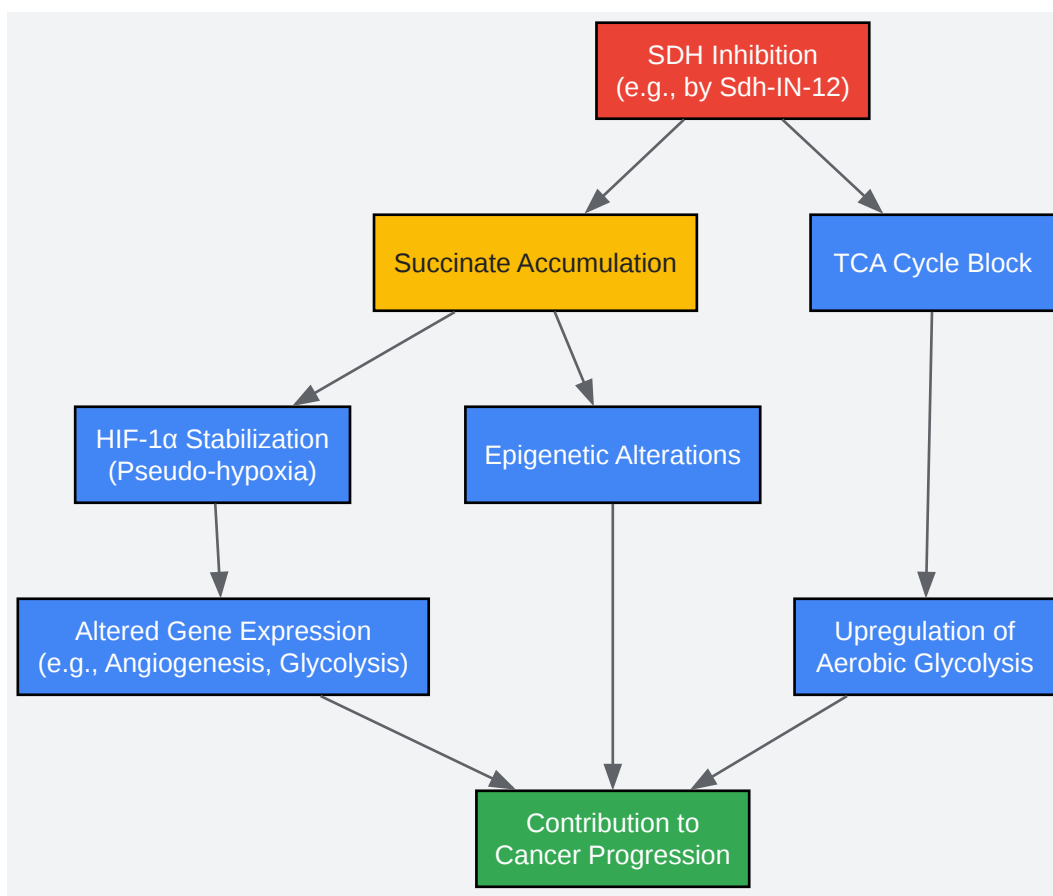 SDH Inhibition
(e.g., by Sdh-IN-12)
Succinate Accumulation
TCA Cycle Block
HIF-1α Stabilization
(Pseudo-hypoxia)
Epigenetic Alterations
Altered Gene Expression
(e.g., Angiogenesis, Glycolysis)
Upregulation of
Aerobic Glycolysis
Contribution to
Cancer Progression